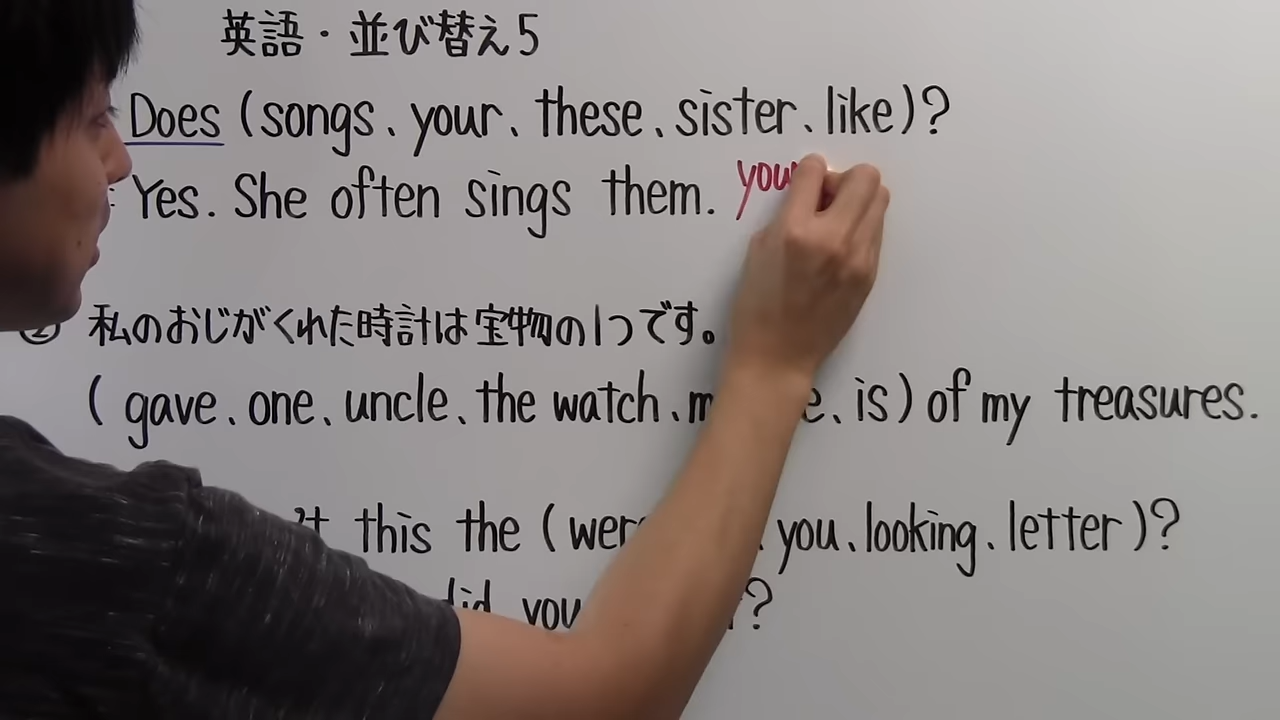 英語・並び替え5
Does (songs、your、these、sister、like)?
Yes. She often sings them. you
② 私のおじがくれた時計は宝物の1つです。
( gave、one、uncle、the watch、 、is) of my treasures.
this the ( you、looking、letter)?
did you ?